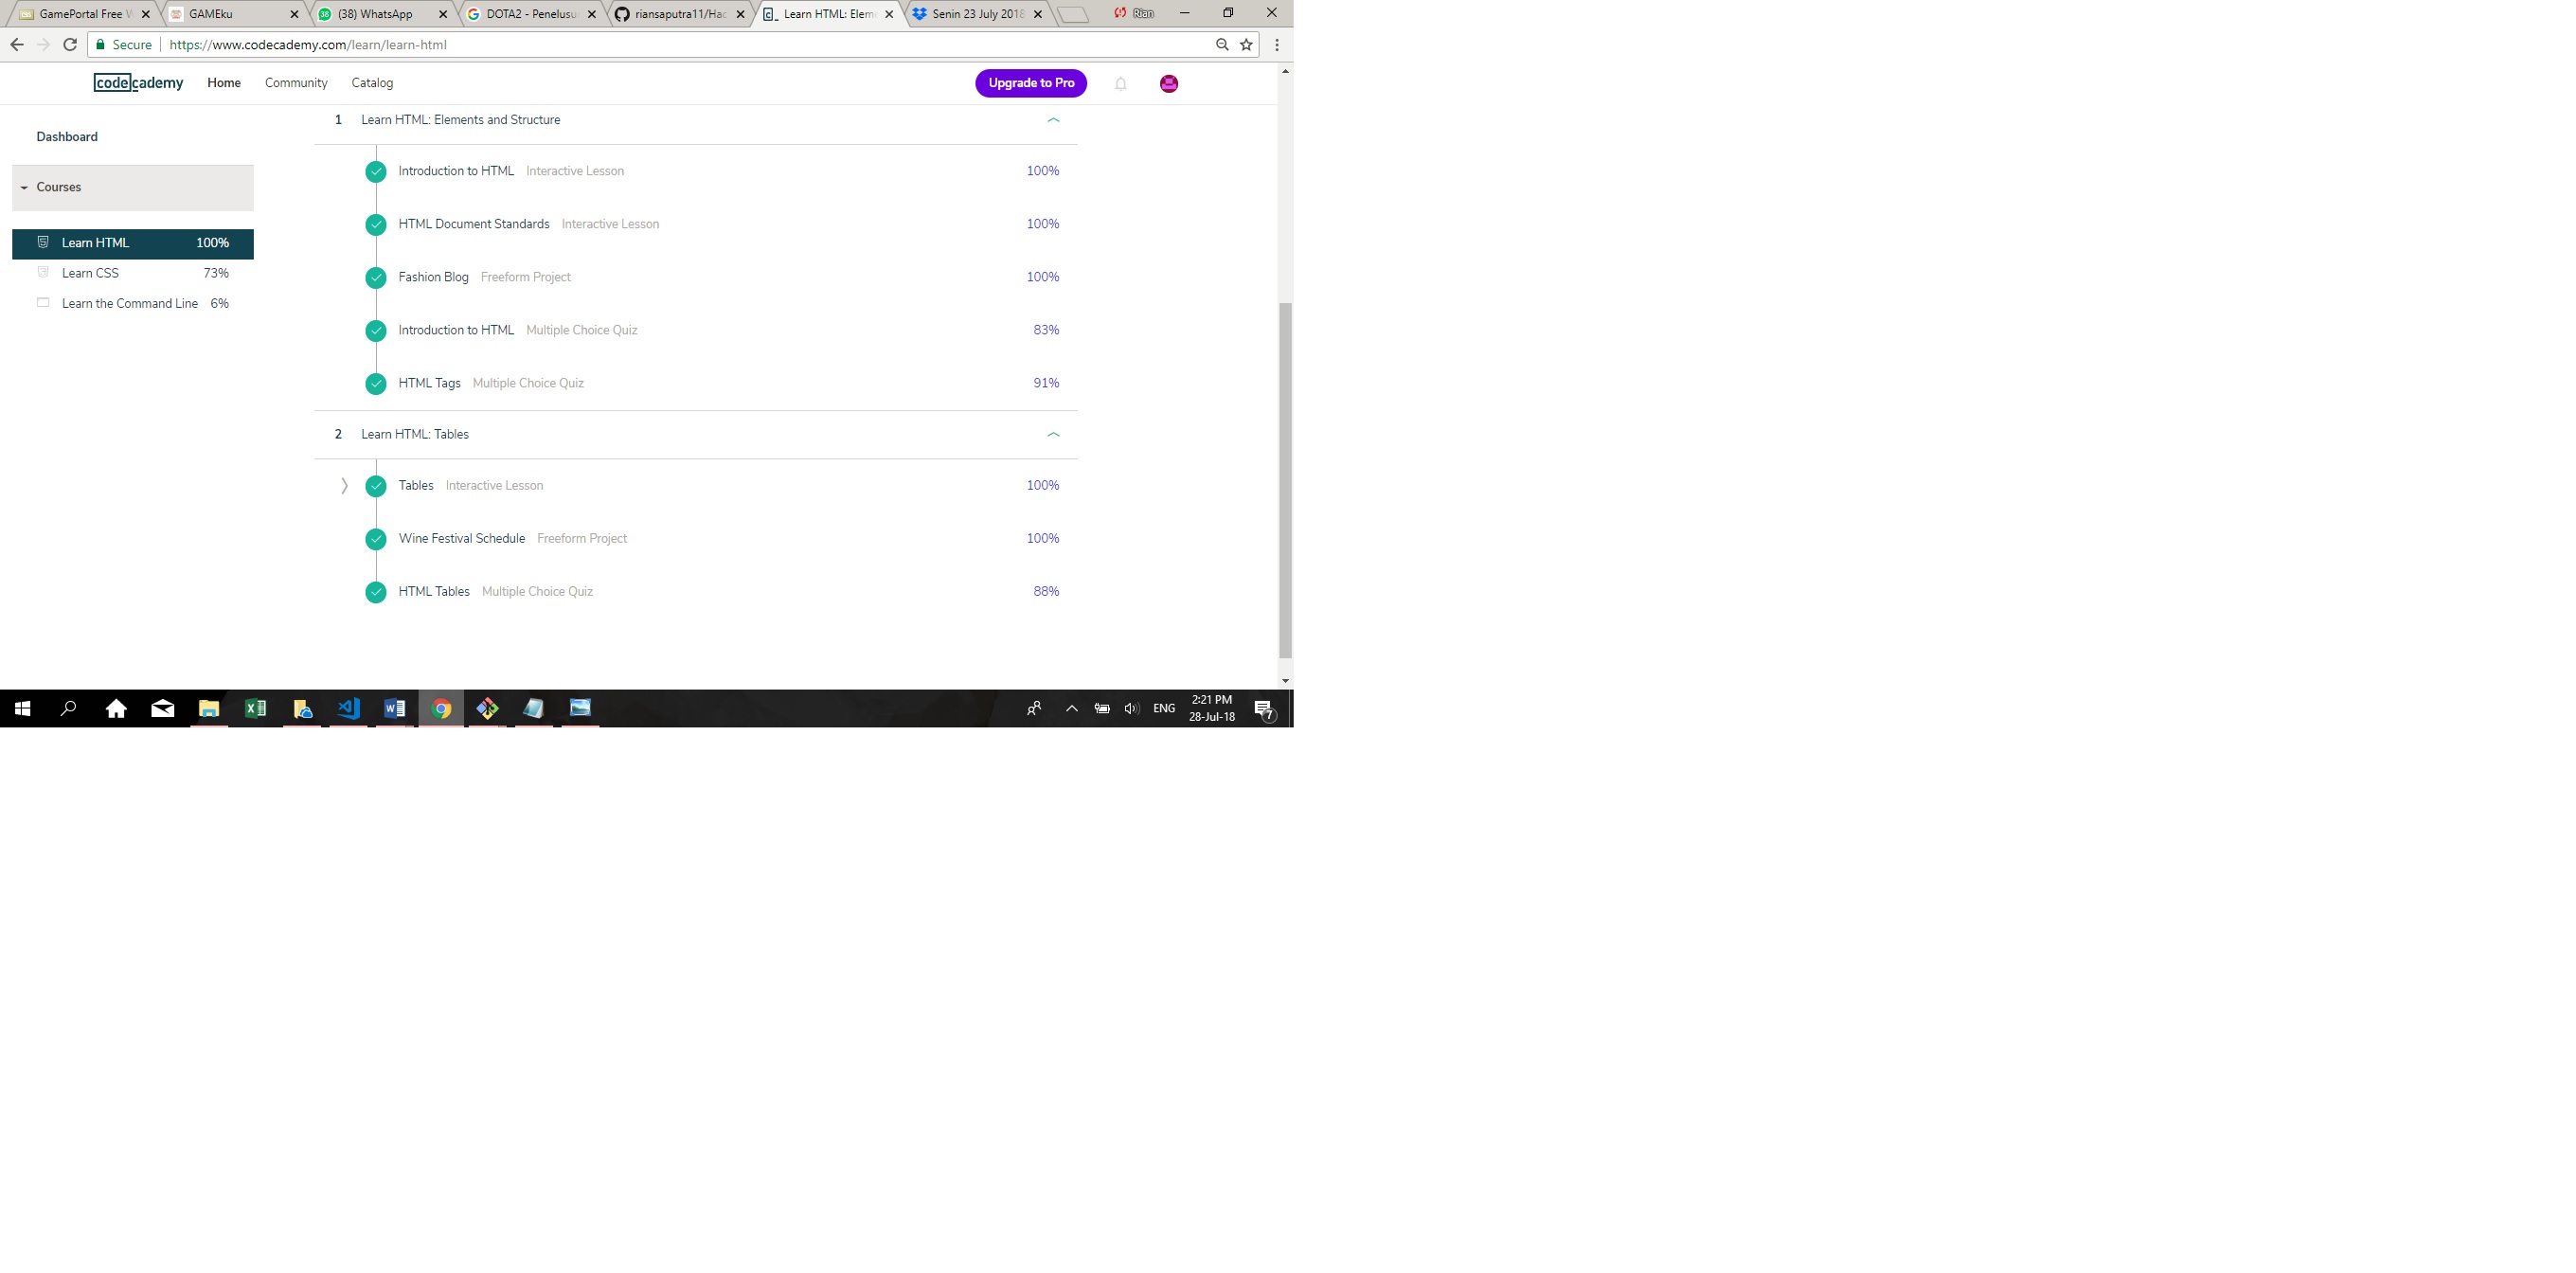 GamePortal Free W
GAMEku
(38) WhatsApp
DOTA2 - Penelusu
riansaputra11/Hac
Learn HTML: Elem
Senin 23 July 2018
Rian
Secure https://www.codecademy.com/learn/learn-html
codecademy Home Community Catalog Upgrade to Pro
Dashboard
Courses
Learn HTML 100%
Learn CSS 73%
Learn the Command Line 6%
1 Learn HTML: Elements and Structure
Introduction to HTML Interactive Lesson 100%
HTML Document Standards Interactive Lesson 100%
Fashion Blog Freeform Project 100%
Introduction to HTML Multiple Choice Quiz 83%
HTML Tags Multiple Choice Quiz 91%
2 Learn HTML: Tables
Tables Interactive Lesson 100%
Wine Festival Schedule Freeform Project 100%
HTML Tables Multiple Choice Quiz 88%
ENG
2:21 PM
28-Jul-18
7